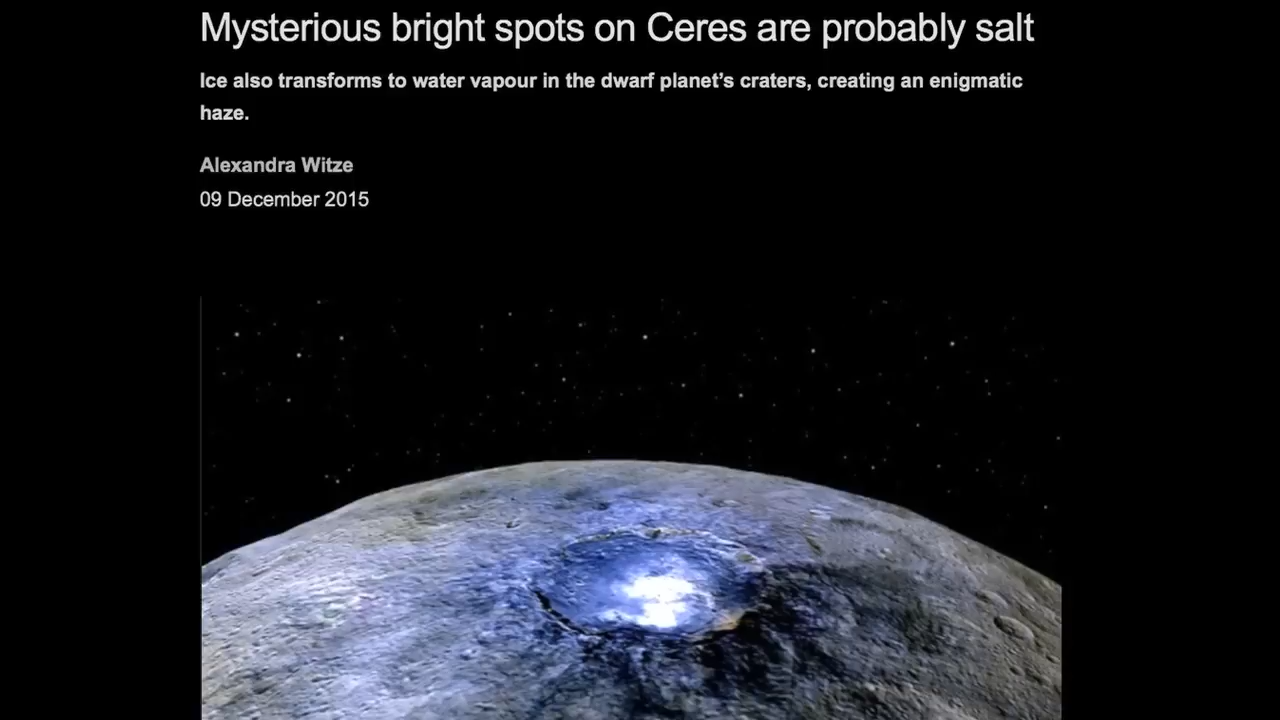 Mysterious bright spots on Ceres are probably salt
Ice also transforms to water vapour in the dwarf planet’s craters, creating an enigmatic
haze.
Alexandra Witze
09 December 2015